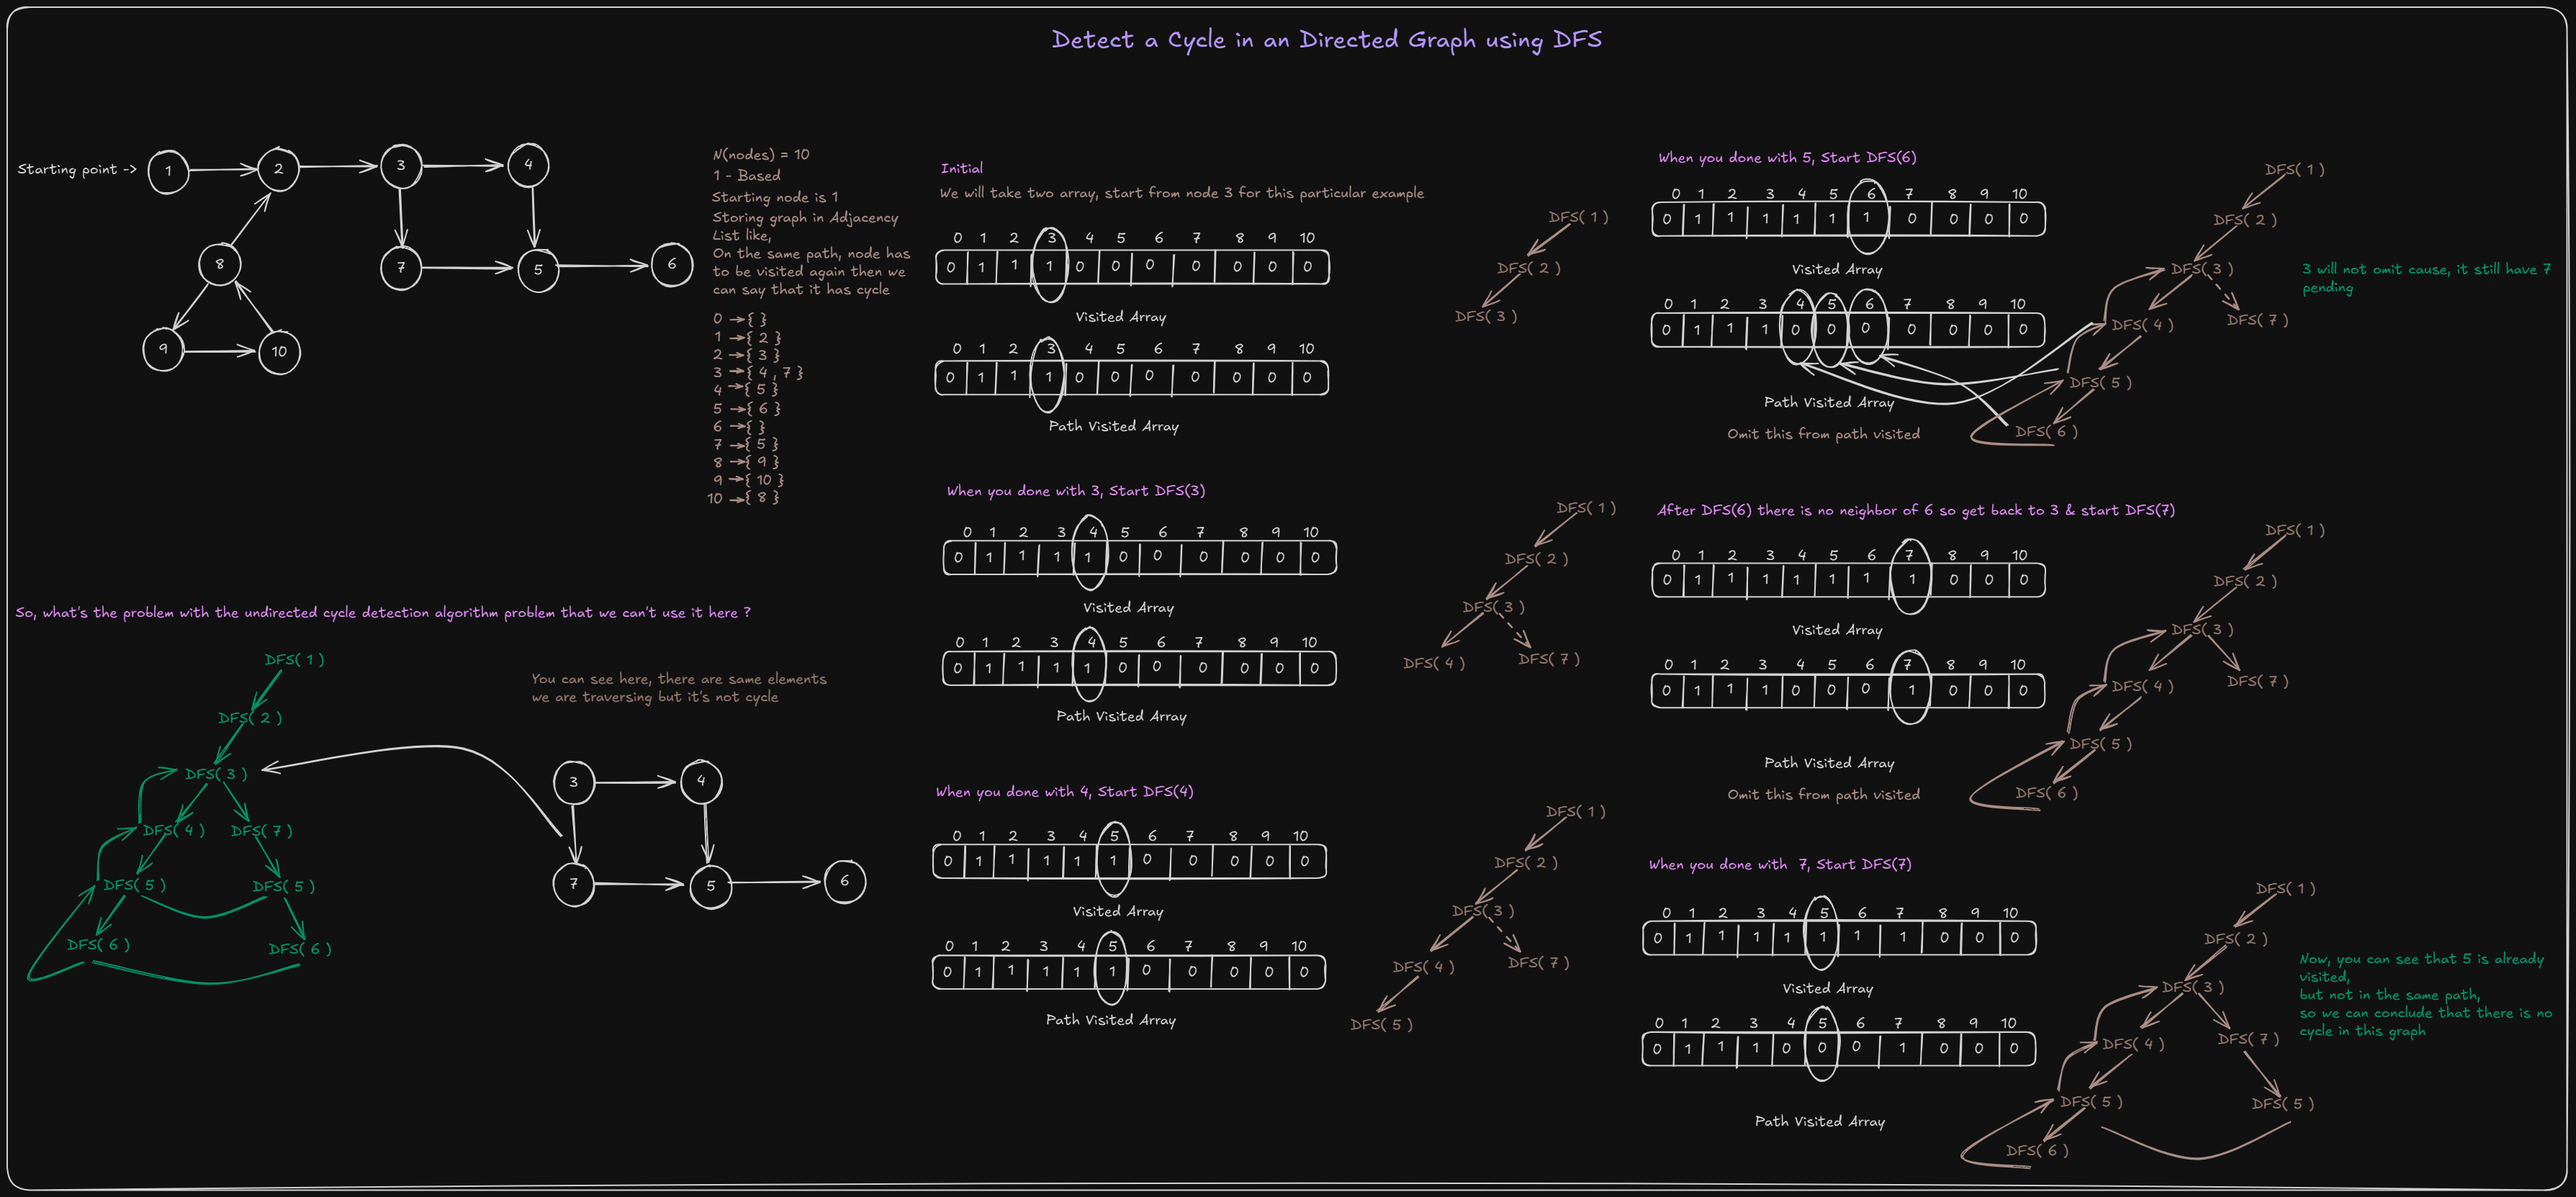 Detect a Cycle in an Directed Graph using DFS
Starting point ->
1
2
3
4
8
7
5
6
9
10
N(nodes) = 10
1 - Based
Starting node is 1
Storing graph in Adjacency
List like,
On the same path, node has
to be visited again then we
can say that it has cycle
0 → { }
1 → { 2 }
2 → { 3 }
3 → { 4 , 7 }
4 → { 5 }
5 → { 6 }
6 → { }
7 → { 5 }
8 → { 9 }
9 → { 10 }
10 → { 8 }
So, what's the problem with the undirected cycle detection algorithm problem that we can't use it here ?
DFS( 1 )
DFS( 2 )
DFS( 3 )
DFS( 4 ) DFS( 7 )
DFS( 5 ) DFS( 5 )
DFS( 6 ) DFS( 6 )
You can see here, there are same elements
we are traversing but it's not cycle
3
4
7
5
6
Initial
We will take two array, start from node 3 for this particular example
0 1 2 3 4 5 6 7 8 9 10
0 1 1 1 0 0 0 0 0 0 0
Visited Array
0 1 2 3 4 5 6 7 8 9 10
0 1 1 1 0 0 0 0 0 0 0
Path Visited Array
DFS( 1 )
DFS( 2 )
DFS( 3 )
When you done with 3, Start DFS(3)
0 1 2 3 4 5 6 7 8 9 10
0 1 1 1 1 0 0 0 0 0 0
Visited Array
0 1 2 3 4 5 6 7 8 9 10
0 1 1 1 1 0 0 0 0 0 0
Path Visited Array
DFS( 1 )
DFS( 2 )
DFS( 3 )
DFS( 4 ) DFS( 7 )
When you done with 4, Start DFS(4)
0 1 2 3 4 5 6 7 8 9 10
0 1 1 1 1 1 0 0 0 0 0
Visited Array
0 1 2 3 4 5 6 7 8 9 10
0 1 1 1 1 1 0 0 0 0 0
Path Visited Array
DFS( 1 )
DFS( 2 )
DFS( 3 )
DFS( 4 ) DFS( 7 )
DFS( 5 )
When you done with 5, Start DFS(6)
0 1 2 3 4 5 6 7 8 9 10
0 1 1 1 1 1 1 0 0 0 0
Visited Array
0 1 2 3 4 5 6 7 8 9 10
0 1 1 1 0 0 0 0 0 0 0
Path Visited Array
Omit this from path visited
DFS( 1 )
DFS( 2 )
DFS( 3 )
DFS( 4 ) DFS( 7 )
DFS( 5 )
DFS( 6 )
3 will not omit cause, it still have 7
pending
After DFS(6) there is no neighbor of 6 so get back to 3 & start DFS(7)
0 1 2 3 4 5 6 7 8 9 10
0 1 1 1 1 1 1 1 0 0 0
Visited Array
0 1 2 3 4 5 6 7 8 9 10
0 1 1 1 0 0 0 1 0 0 0
Path Visited Array
Omit this from path visited
DFS( 1 )
DFS( 2 )
DFS( 3 )
DFS( 4 ) DFS( 7 )
DFS( 5 )
DFS( 6 )
When you done with 7, Start DFS(7)
0 1 2 3 4 5 6 7 8 9 10
0 1 1 1 1 1 1 1 0 0 0
Visited Array
0 1 2 3 4 5 6 7 8 9 10
0 1 1 1 0 0 0 1 0 0 0
Path Visited Array
DFS( 1 )
DFS( 2 )
DFS( 3 )
DFS( 4 ) DFS( 7 )
DFS( 5 ) DFS( 5 )
DFS( 6 )
Now, you can see that 5 is already
visited,
but not in the same path,
so we can conclude that there is no
cycle in this graph